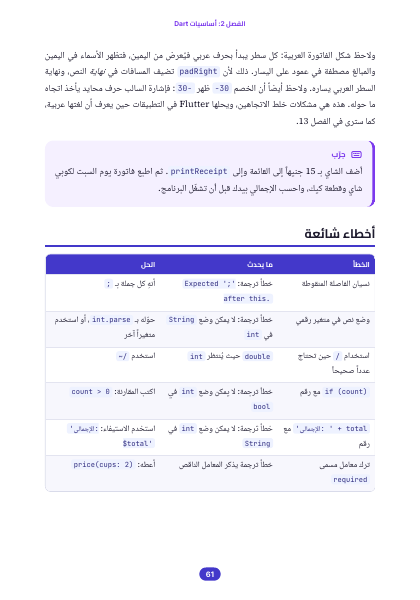 الفصل 2: أساسيات Dart
ولاحظ شكل الفاتورة العربية: كل سطر يبدأ بحرف عربي فيُعرض من اليمين، فتظهر الأسماء في اليمين
والمبالغ مصطفة في عمود على اليسار. ذلك لأن padRight تضيف المسافات في نهاية النص، ونهاية
السطر العربي يساره. ولاحظ أيضاً أن الخصم -30 ظهر 30-: فإشارة السالب حرف محايد يأخذ اتجاه
ما حوله. هذه هي مشكلات خلط الاتجاهين، ويحلها Flutter في التطبيقات حين يعرف أن لغتها عربية،
كما سترى في الفصل 13.
جرّب
أضف الشاي بـ 15 جنيهاً إلى القائمة وإلى printReceipt. ثم اطبع فاتورة يوم السبت لكوبي
شاي وقطعة كيك، واحسب الإجمالي بيدك قبل أن تشغّل البرنامج.
أخطاء شائعة
الخطأ ما يحدث الحل
نسيان الفاصلة المنقوطة خطأ ترجمة: Expected ';' أنهِ كل جملة بـ ;
after this.
وضع نص في متغير رقمي خطأ ترجمة: لا يمكن وضع String حوّله بـ int.parse، أو استخدم
في int متغيراً آخر
استخدام / حين تحتاج double حيث يُنتظر int استخدم ~/
عدداً صحيحاً
if (count) مع رقم خطأ ترجمة: لا يمكن وضع int في اكتب المقارنة: count > 0
bool
'الإجمالي: ' + total مع خطأ ترجمة: لا يمكن وضع int في استخدم الاستيفاء: 'الإجمالي:
رقم String $total'
ترك معامل مسمى خطأ ترجمة يذكر المعامل الناقص أعطه: price(cups: 2)
required
61